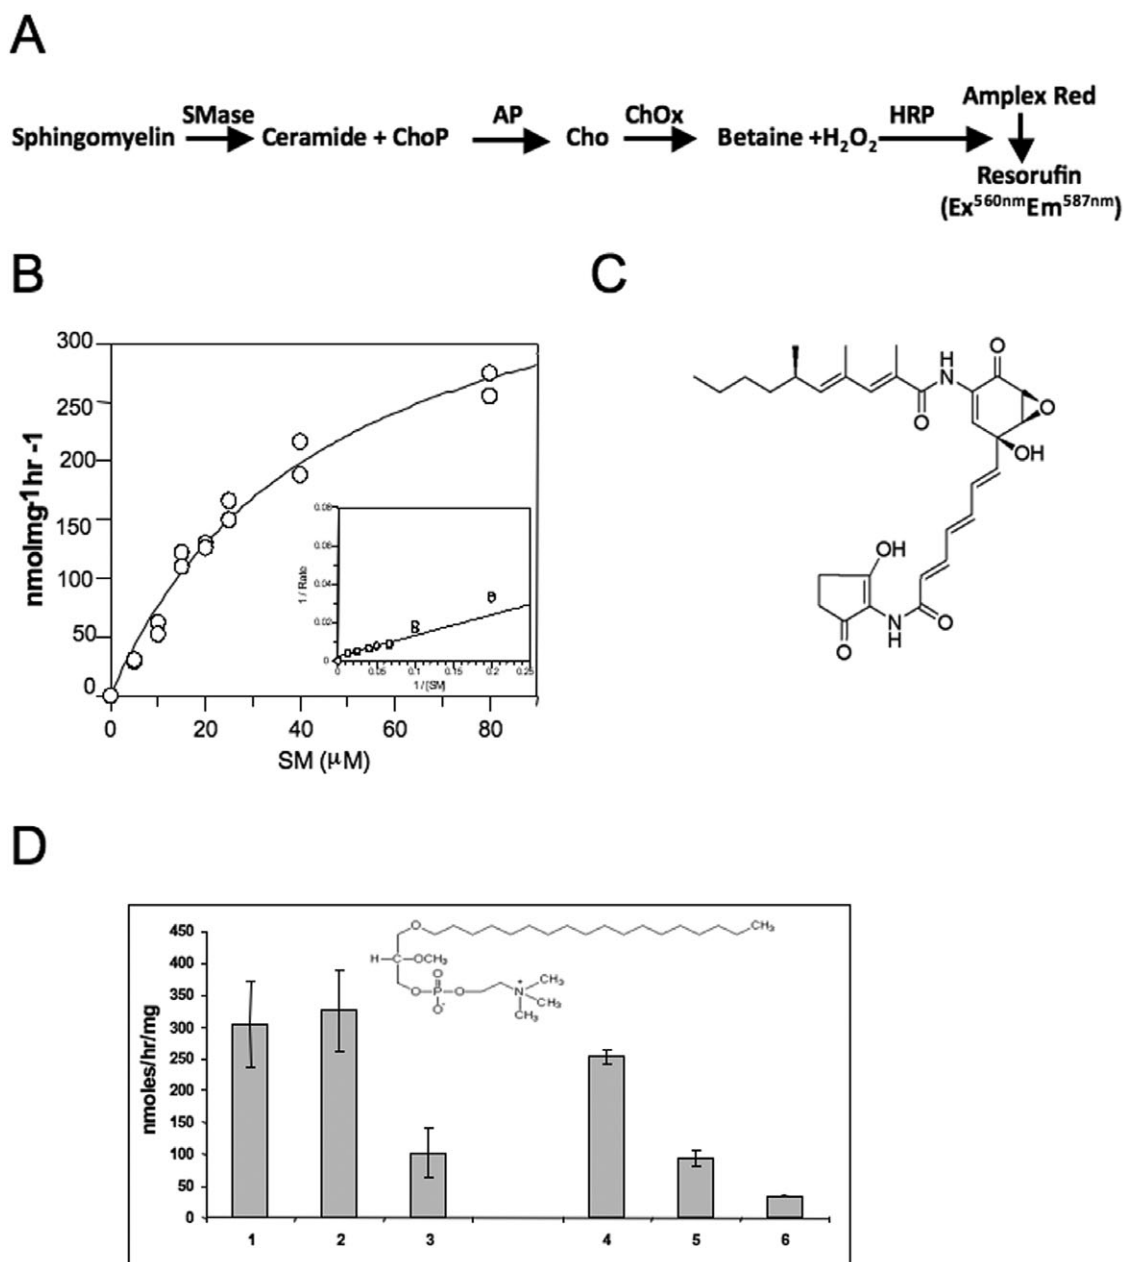 A
SMase
AP
ChOx
HRP
Amplex Red
Sphingomyelin
Ceramide + ChoP
Cho
Betaine +H₂O₂
Resorufin
(Ex⁵⁶⁰ⁿᵐEm⁵⁸⁷ⁿᵐ)
B
nmolmg-1hr -1
300
250
200
150
100
50
0
0 20 40 60 80
SM (μM)
1 / Rate
0.08
0.06
0.04
0.02
0
0 0.05 0.1 0.15 0.2 0.25
1 / [SM]
C
H
N
O
O
O
OH
OH
O
N
H
O
D
nmoles/hr/mg
450
400
350
300
250
200
150
100
50
0
1 2 3 4 5 6
O CH₃
H C OCH₃
O
O P O N⁺ CH₃
CH₃
O⁻ CH₃